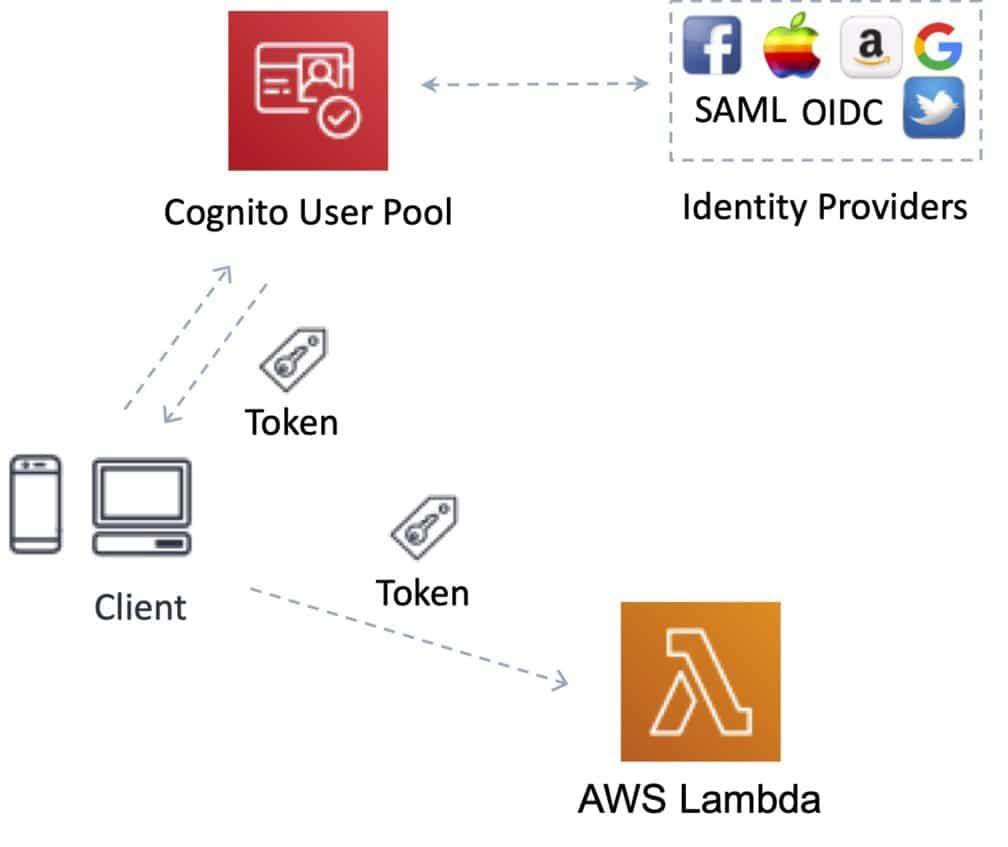 SAML OIDC
Cognito User Pool
Identity Providers
Token
Token
Client
AWS Lambda